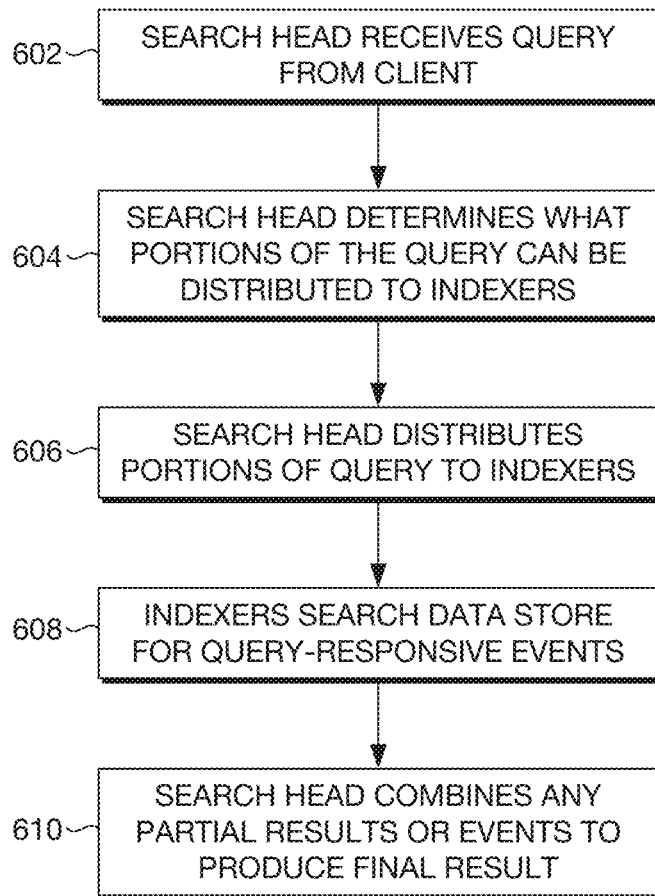 602
SEARCH HEAD RECEIVES QUERY
FROM CLIENT
604
SEARCH HEAD DETERMINES WHAT
PORTIONS OF THE QUERY CAN BE
DISTRIBUTED TO INDEXERS
606
SEARCH HEAD DISTRIBUTES
PORTIONS OF QUERY TO INDEXERS
608
INDEXERS SEARCH DATA STORE
FOR QUERY-RESPONSIVE EVENTS
610
SEARCH HEAD COMBINES ANY
PARTIAL RESULTS OR EVENTS TO
PRODUCE FINAL RESULT